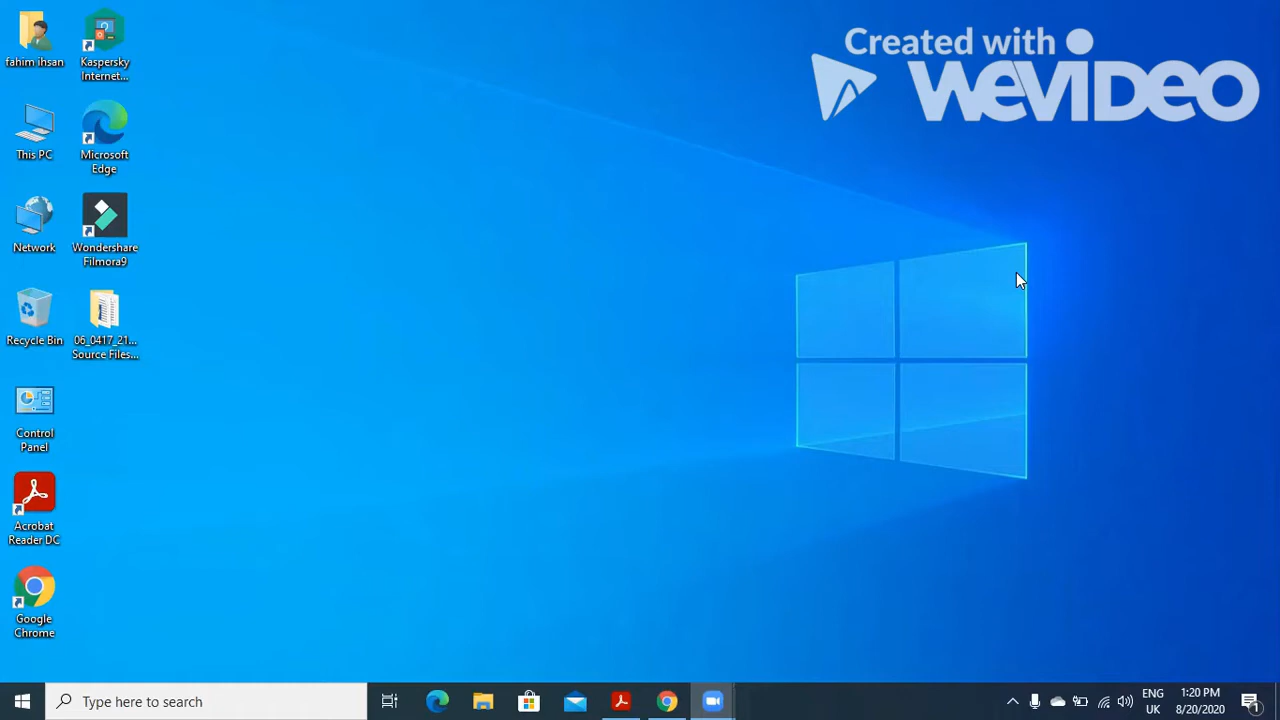 Created with
WEVIDEO
fahim ihsan
Kaspersky
Internet...
This PC
Microsoft
Edge
Network
Wondershare
Filmora9
Recycle Bin
06_0417_21...
Source Files...
Control
Panel
Acrobat
Reader DC
Google
Chrome
Type here to search
ENG
UK
1:20 PM
8/20/2020
1